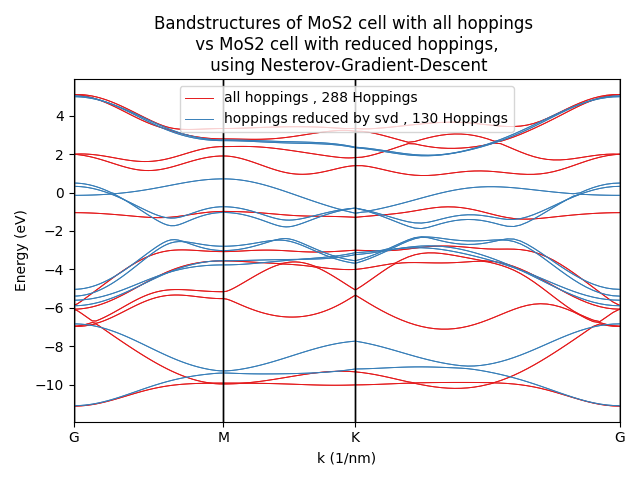 Bandstructures of MoS2 cell with all hoppings
vs MoS2 cell with reduced hoppings,
using Nesterov-Gradient-Descent
all hoppings , 288 Hoppings
hoppings reduced by svd , 130 Hoppings
4
2
0
−2
−4
−6
−8
−10
Energy (eV)
G
M
K
G
k (1/nm)